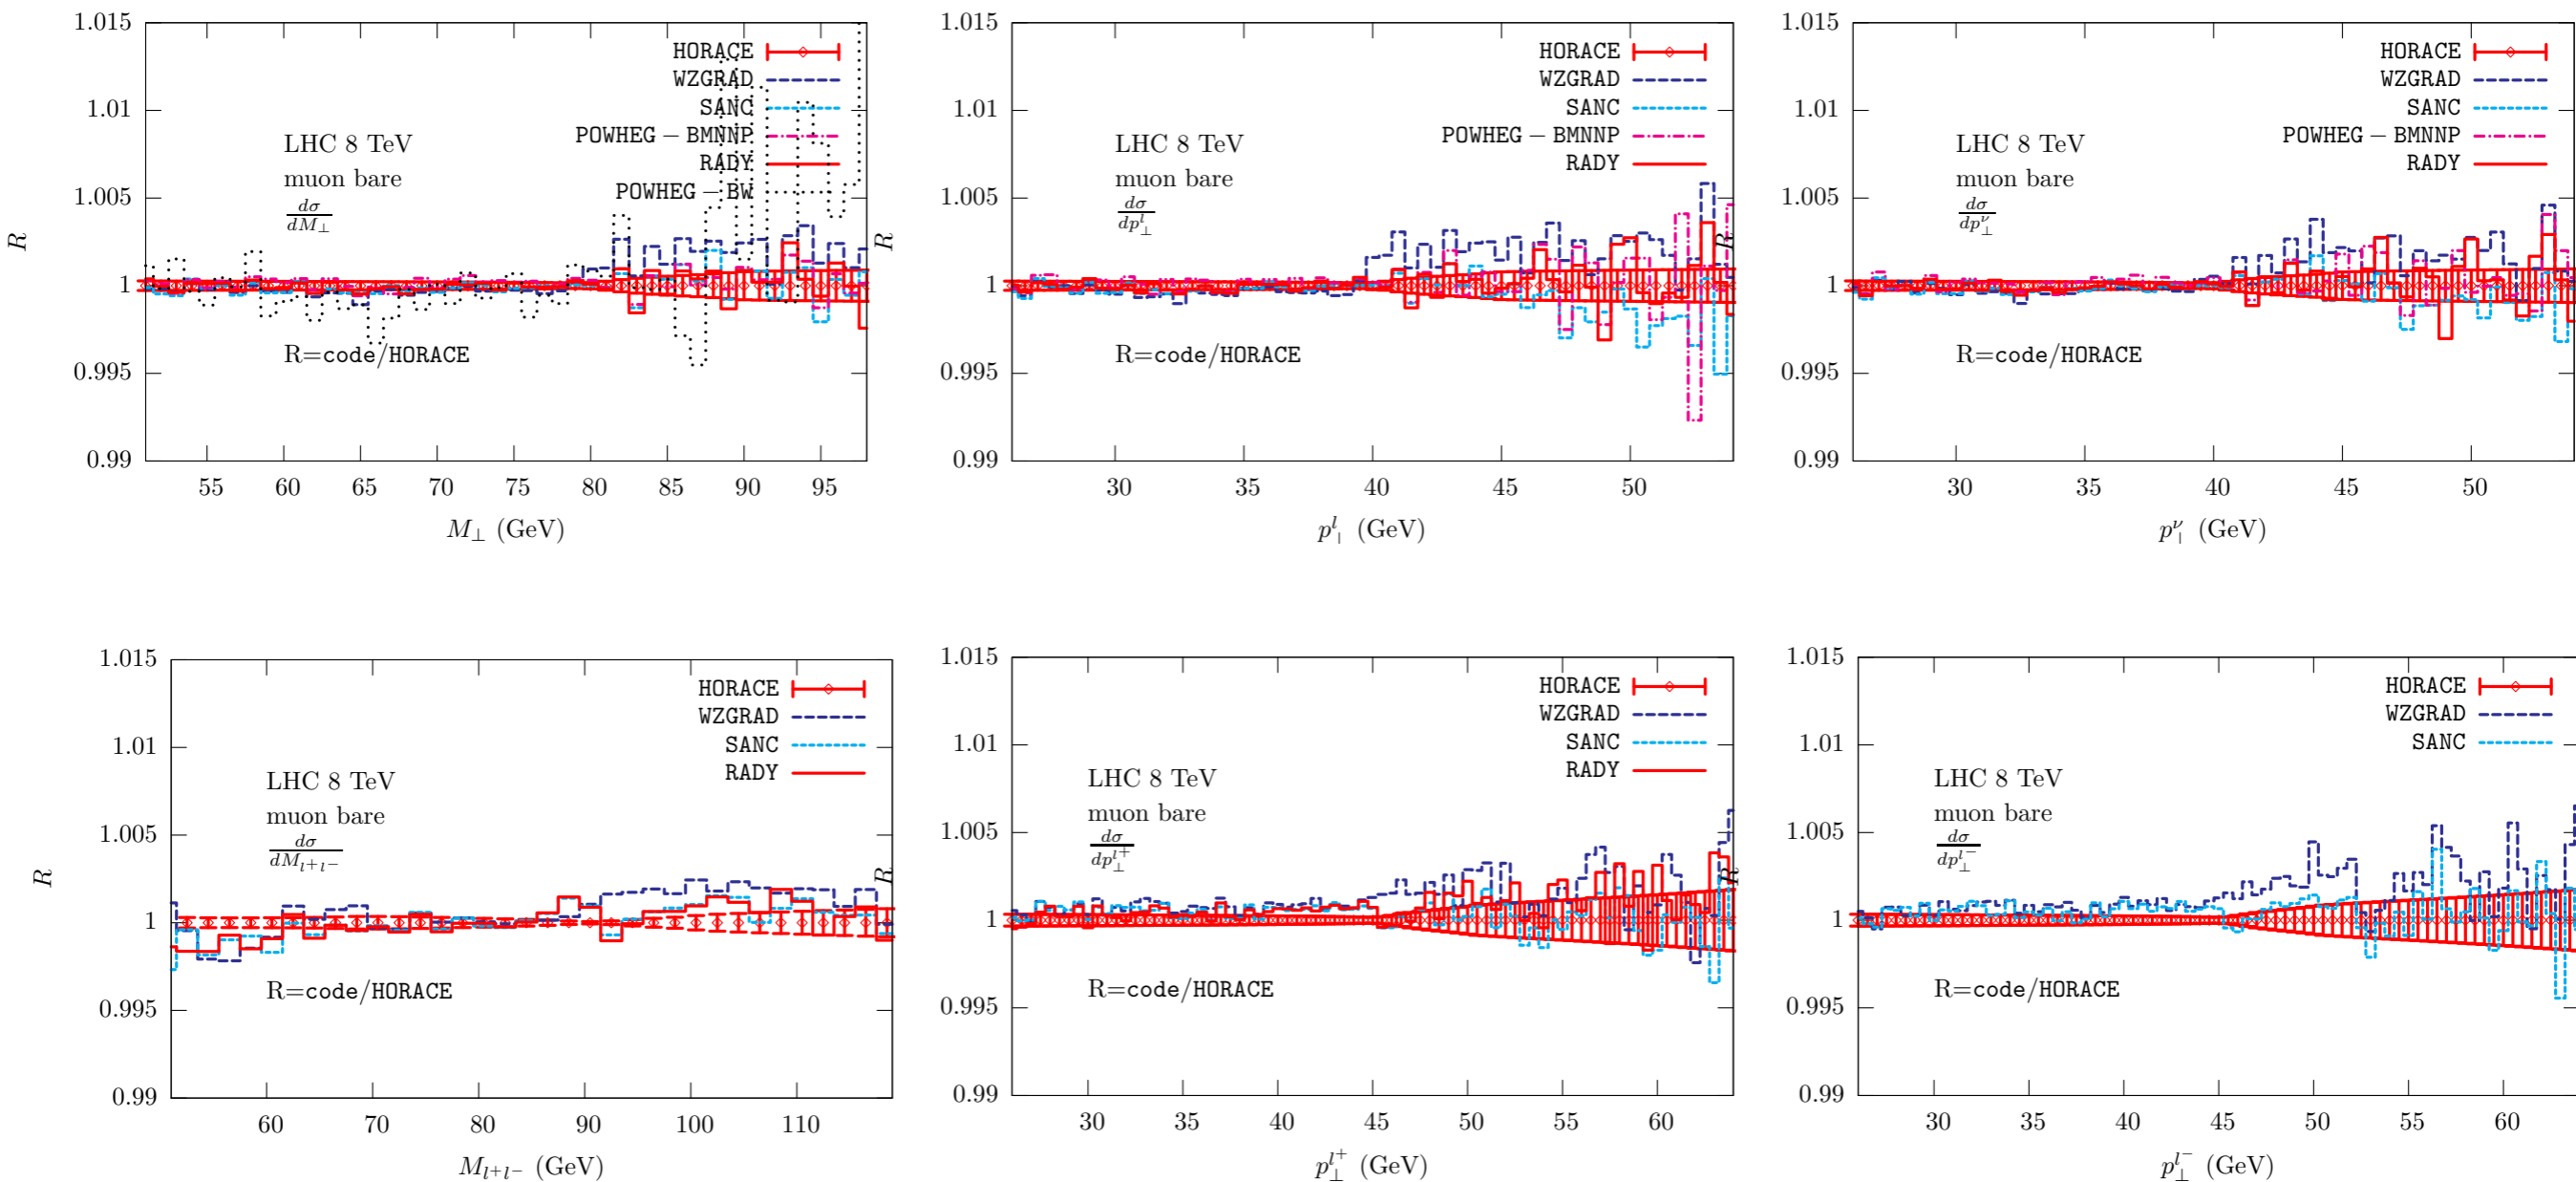 1.015
1.01
1.005
1
0.995
0.99
R
HORACE
WZGRAD
SANC
POWHEG − BMNNP
RADY
POWHEG − BW
LHC 8 TeV
muon bare
dσ
dM⊥
R=code/HORACE
55 60 65 70 75 80 85 90 95
M⊥ (GeV)
1.015
1.01
1.005
1
0.995
0.99
R
HORACE
WZGRAD
SANC
POWHEG − BMNNP
RADY
LHC 8 TeV
muon bare
dσ
dp⊥^l
R=code/HORACE
30 35 40 45 50
p⊥^l (GeV)
1.015
1.01
1.005
1
0.995
0.99
R
HORACE
WZGRAD
SANC
POWHEG − BMNNP
RADY
LHC 8 TeV
muon bare
dσ
dp⊥^ν
R=code/HORACE
30 35 40 45 50
p⊥^ν (GeV)
1.015
1.01
1.005
1
0.995
0.99
R
HORACE
WZGRAD
SANC
RADY
LHC 8 TeV
muon bare
dσ
dM_l+l−
R=code/HORACE
60 70 80 90 100 110
M_l+l− (GeV)
1.015
1.01
1.005
1
0.995
0.99
R
HORACE
WZGRAD
SANC
RADY
LHC 8 TeV
muon bare
dσ
dp⊥^l+
R=code/HORACE
30 35 40 45 50 55 60
p⊥^l+ (GeV)
1.015
1.01
1.005
1
0.995
0.99
R
HORACE
WZGRAD
SANC
LHC 8 TeV
muon bare
dσ
dp⊥^l−
R=code/HORACE
30 35 40 45 50 55 60
p⊥^l− (GeV)